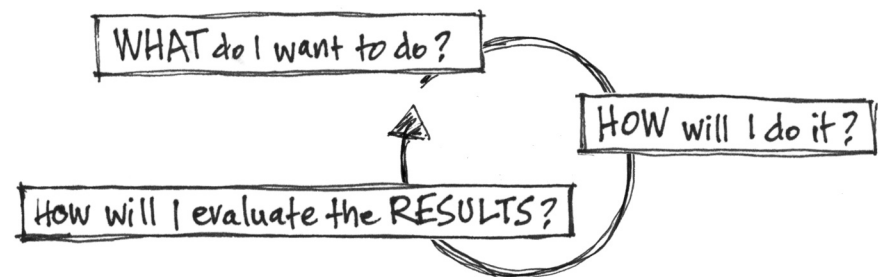 WHAT do I want to do?
HOW will I do it?
How will I evaluate the RESULTS?